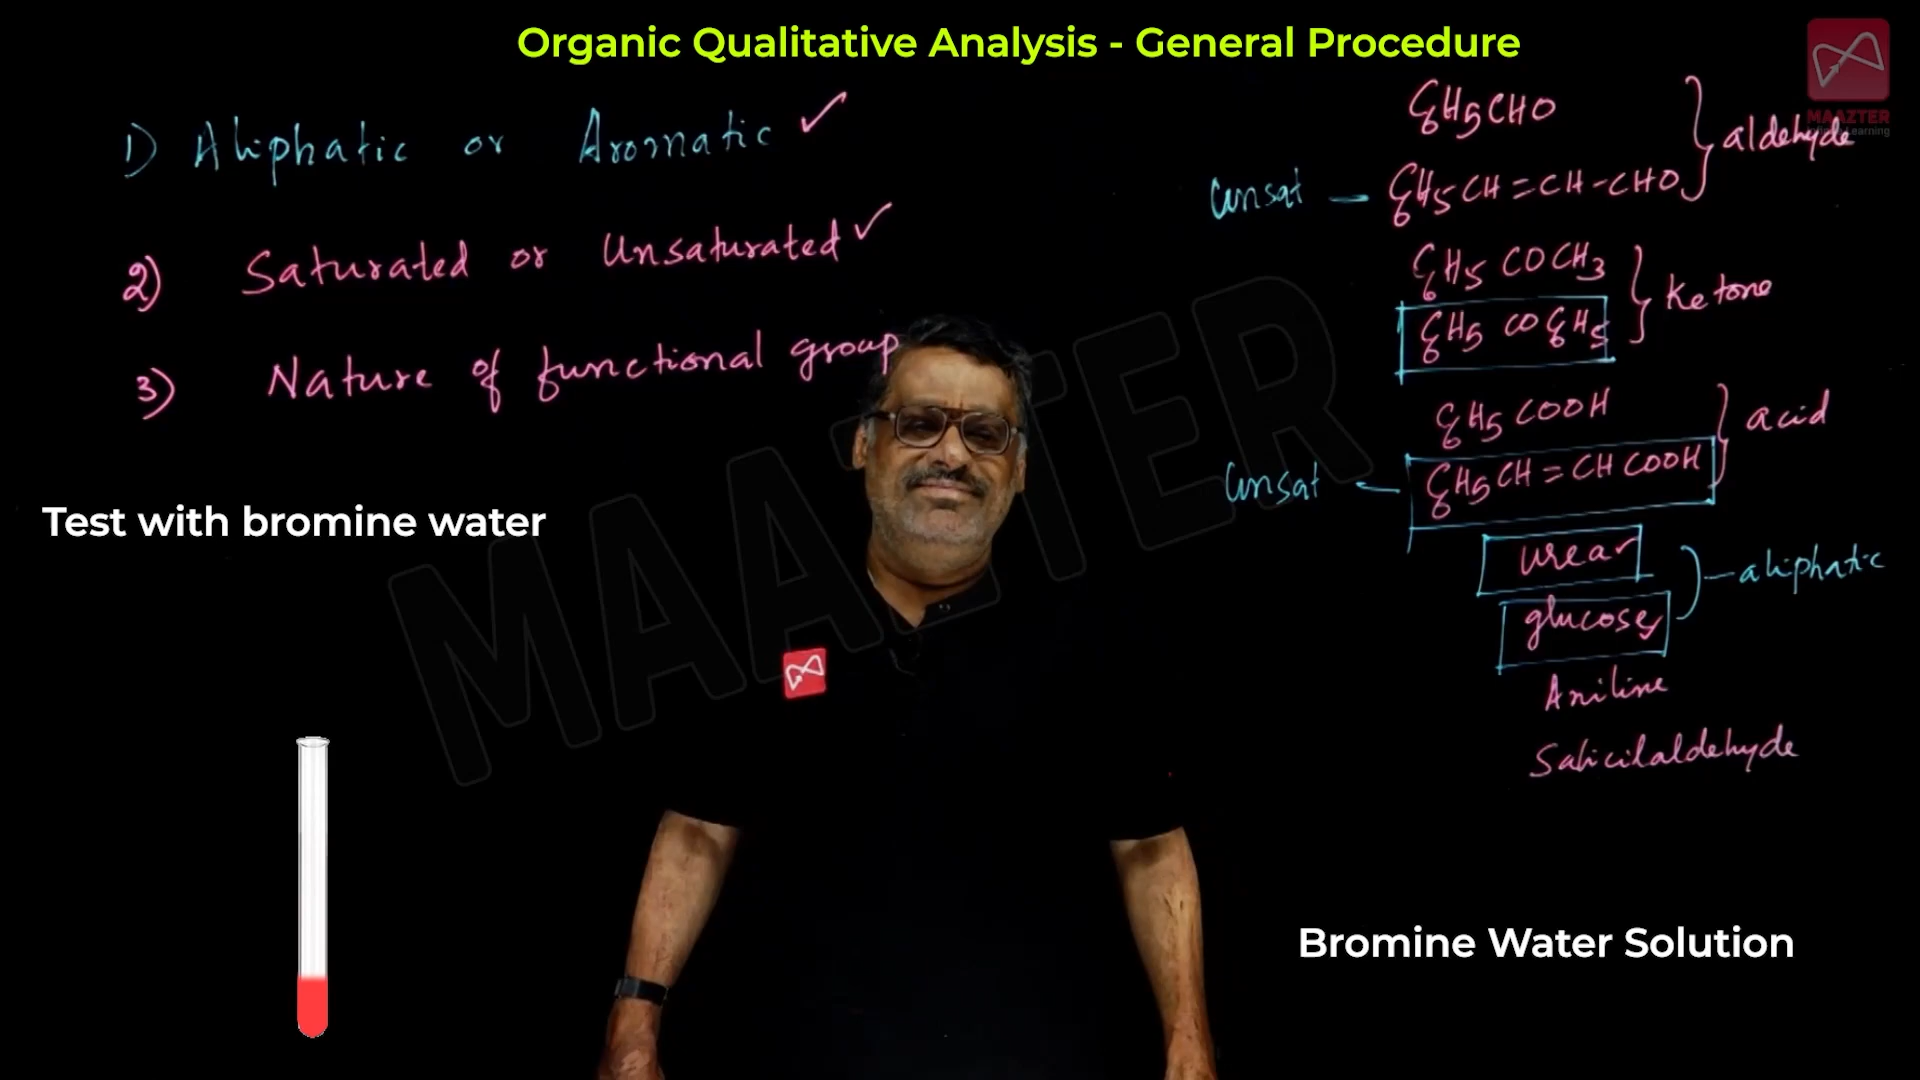 Organic Qualitative Analysis - General Procedure
MAAZTER
Learning
1) Aliphatic or Aromatic ✓
2) Saturated or Unsaturated ✓
3) Nature of functional group
Test with bromine water
C6H5CHO
unsat - C6H5CH=CH-CHO
aldehyde
C6H5COCH3
C6H5COC6H5
Ketone
C6H5COOH
unsat - C6H5CH=CHCOOH
acid
urea
glucose
- aliphatic
Aniline
Salicilaldehyde
MAAZTER
Bromine Water Solution